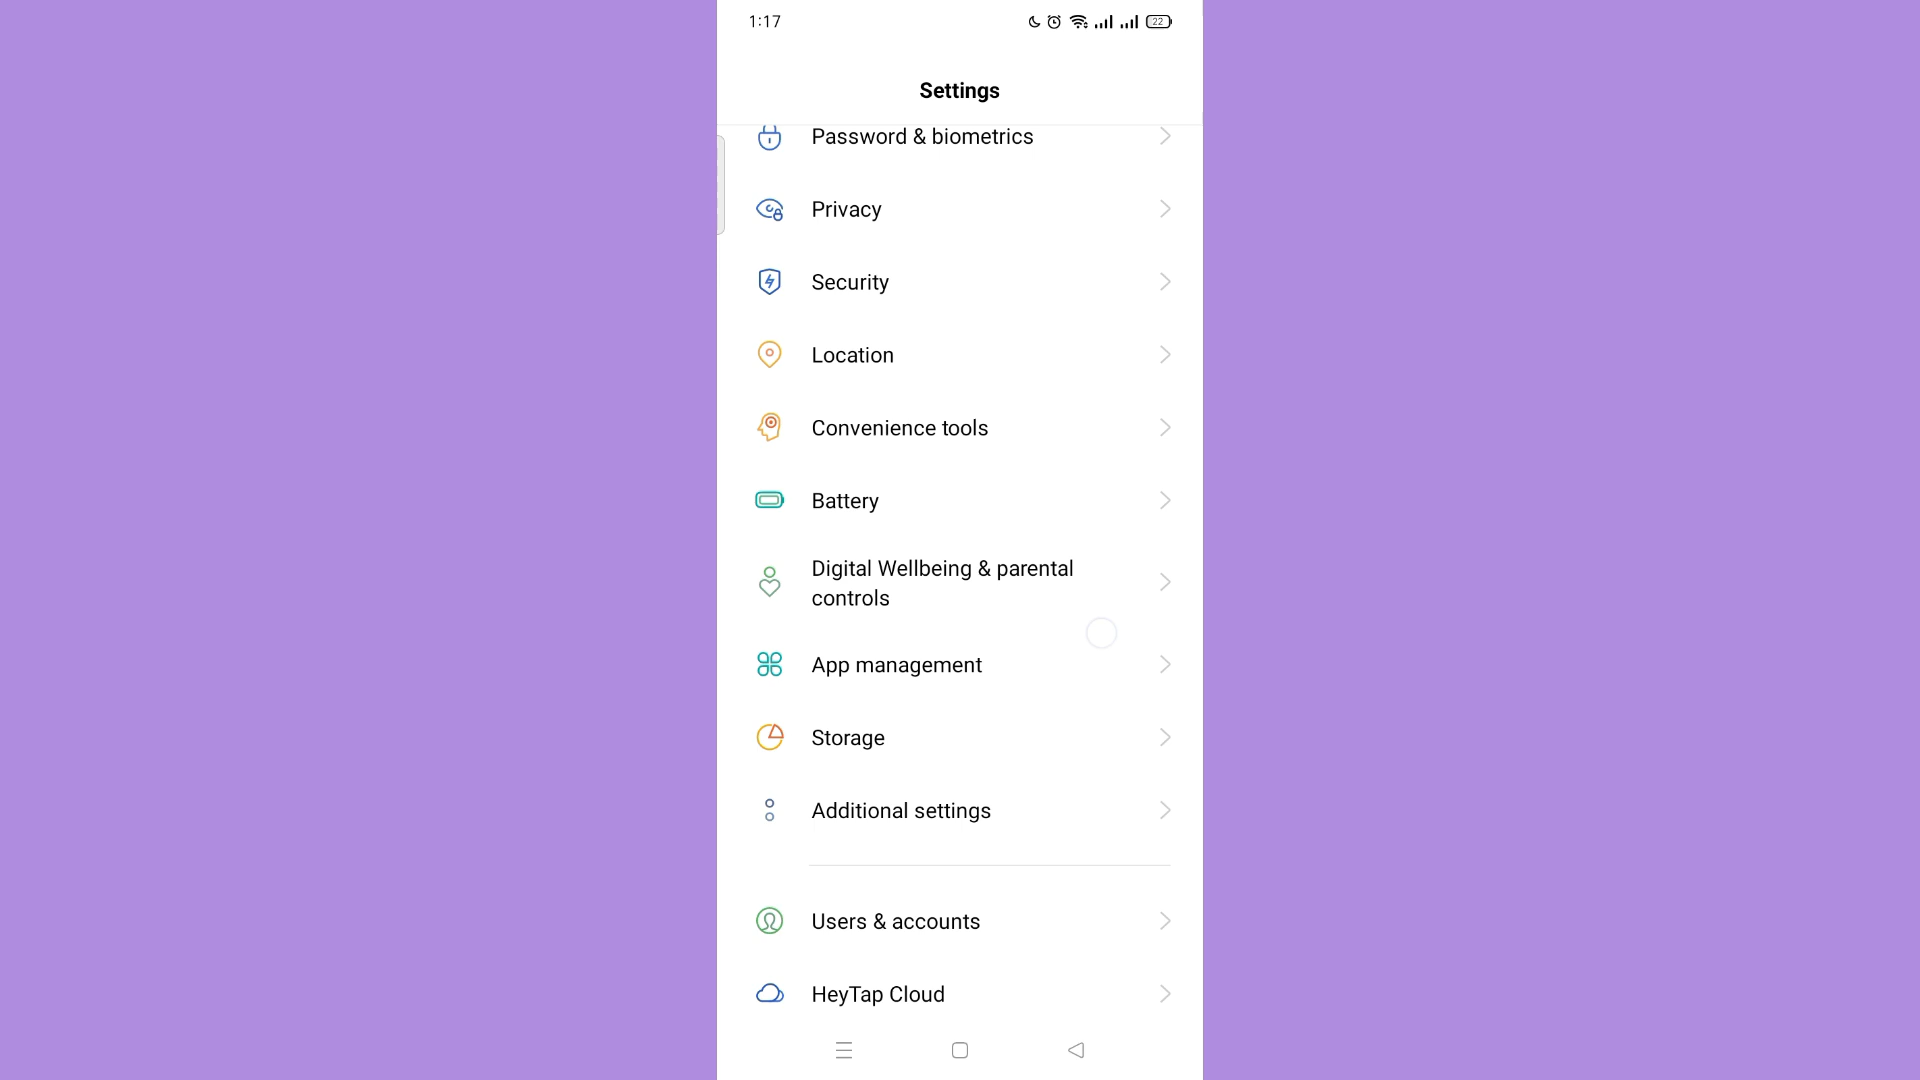 1:17
22
Settings
Password & biometrics
Privacy
Security
Location
Convenience tools
Battery
Digital Wellbeing & parental
controls
App management
Storage
Additional settings
Users & accounts
HeyTap Cloud